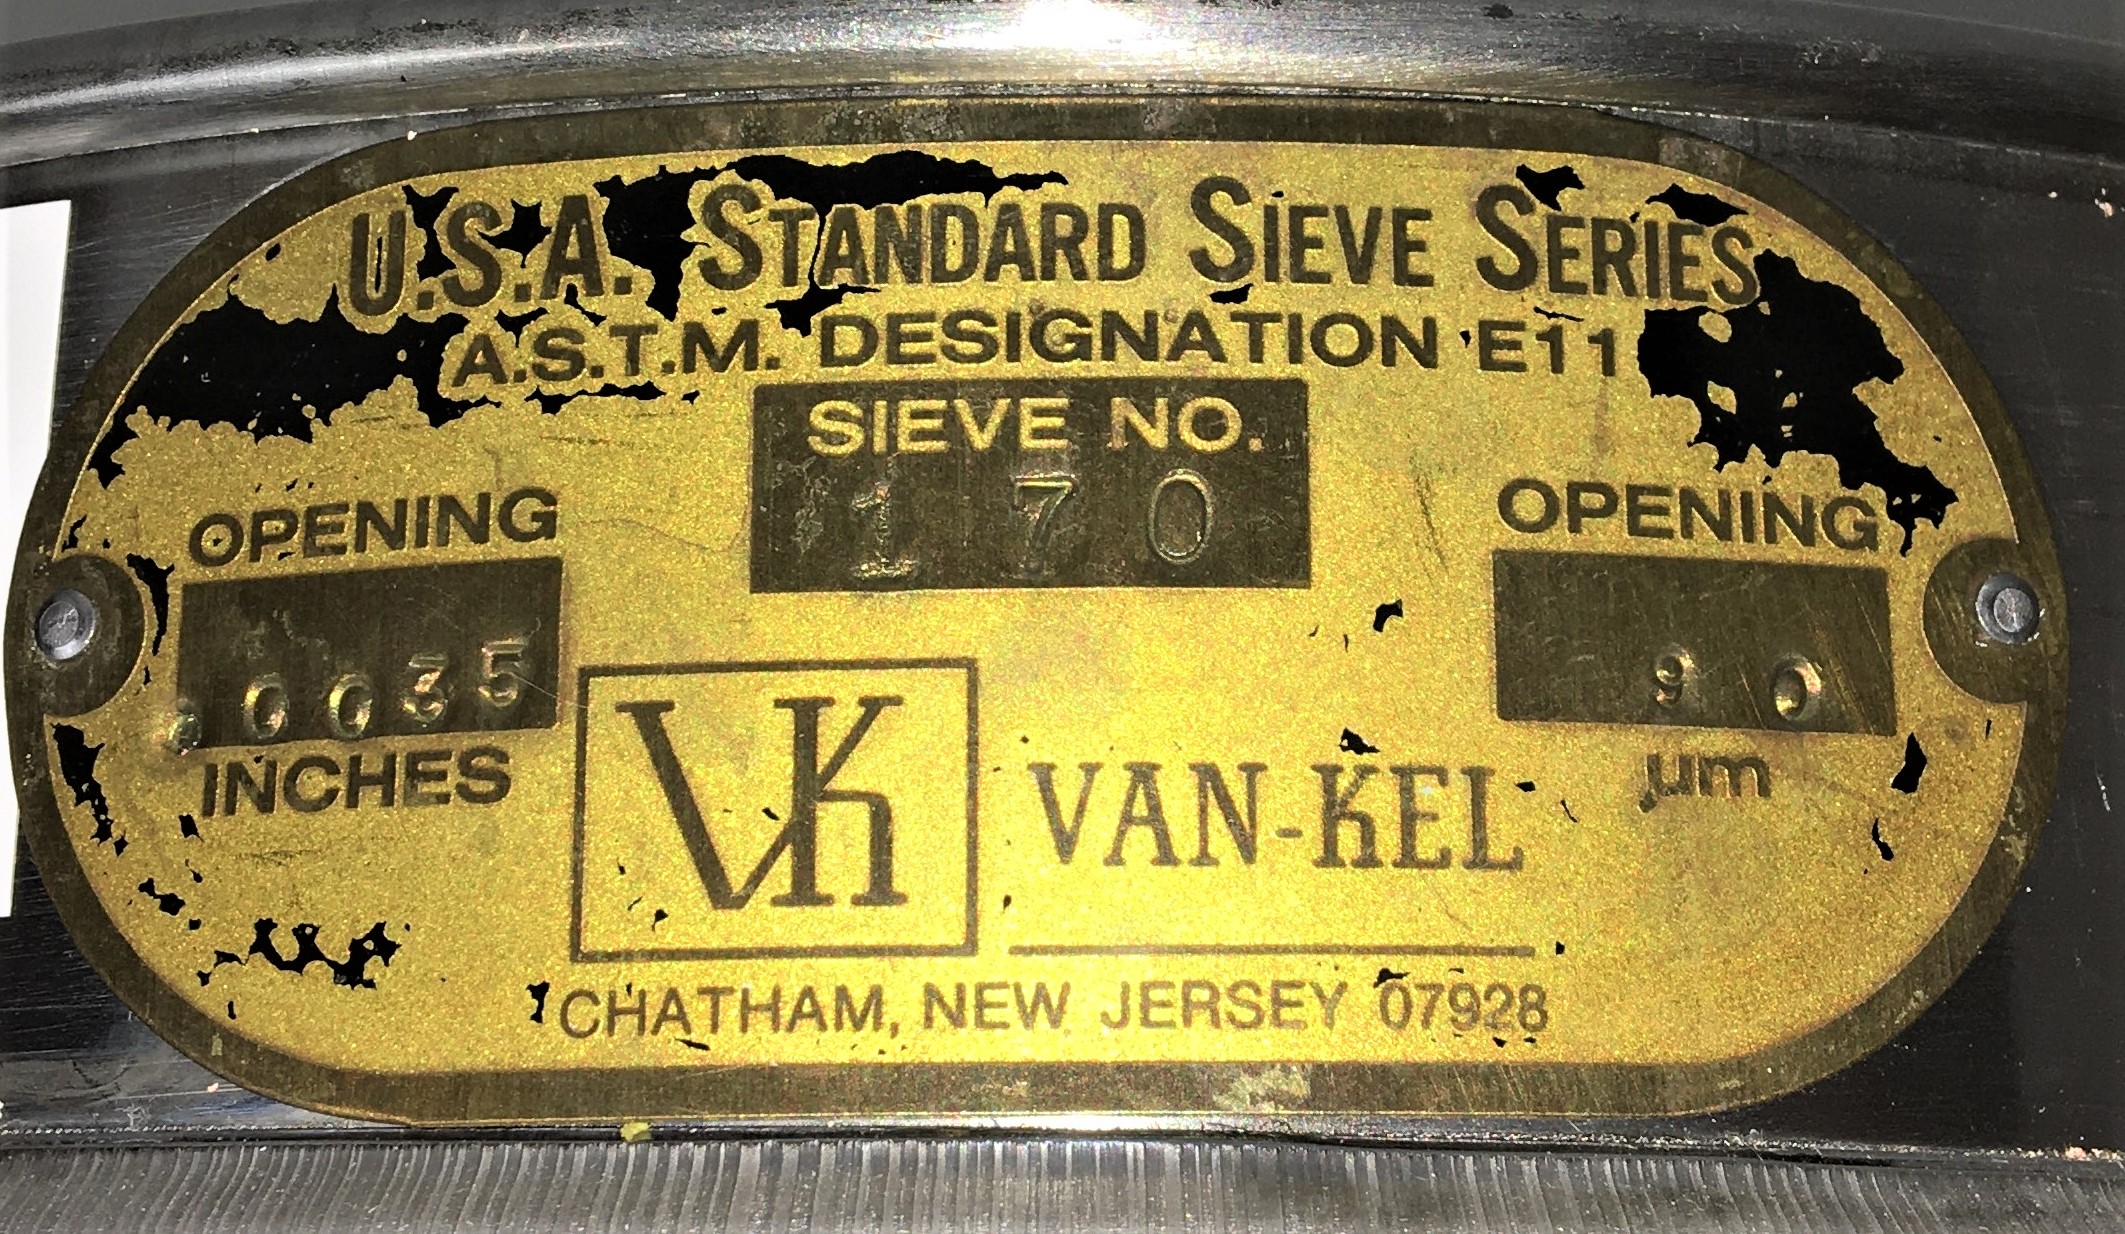 U.S.A. STANDARD SIEVE SERIES
A.S.T.M. DESIGNATION E11
SIEVE NO.
170
OPENING
.0035
INCHES
OPENING
90
µm
VK
VAN-KEL
CHATHAM, NEW JERSEY 07928